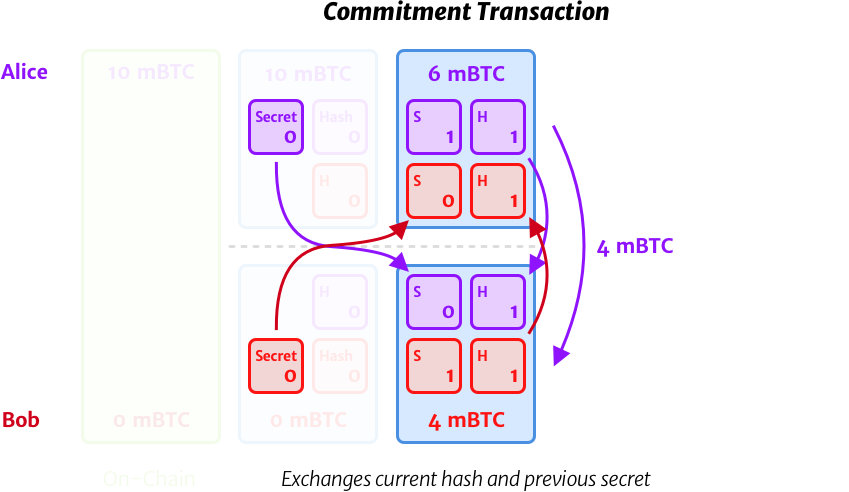 Commitment Transaction
Alice
10 mBTC
10 mBTC
6 mBTC
Secret
0
Hash
0
S
1
H
1
H
0
S
0
H
1
4 mBTC
H
0
S
0
H
1
Secret
0
Hash
0
S
1
H
1
Bob
0 mBTC
0 mBTC
4 mBTC
On-Chain
Exchanges current hash and previous secret